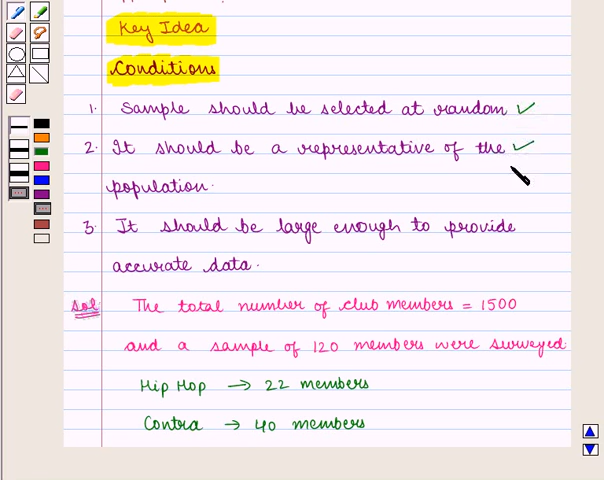 Key Idea
Conditions
1. Sample should be selected at random ✓
2. It should be a representative of the ✓
population.
3. It should be large enough to provide
accurate data.
Sol The total number of club members = 1500
and a sample of 120 members were surveyed
Hip Hop → 22 members
Contra → 40 members